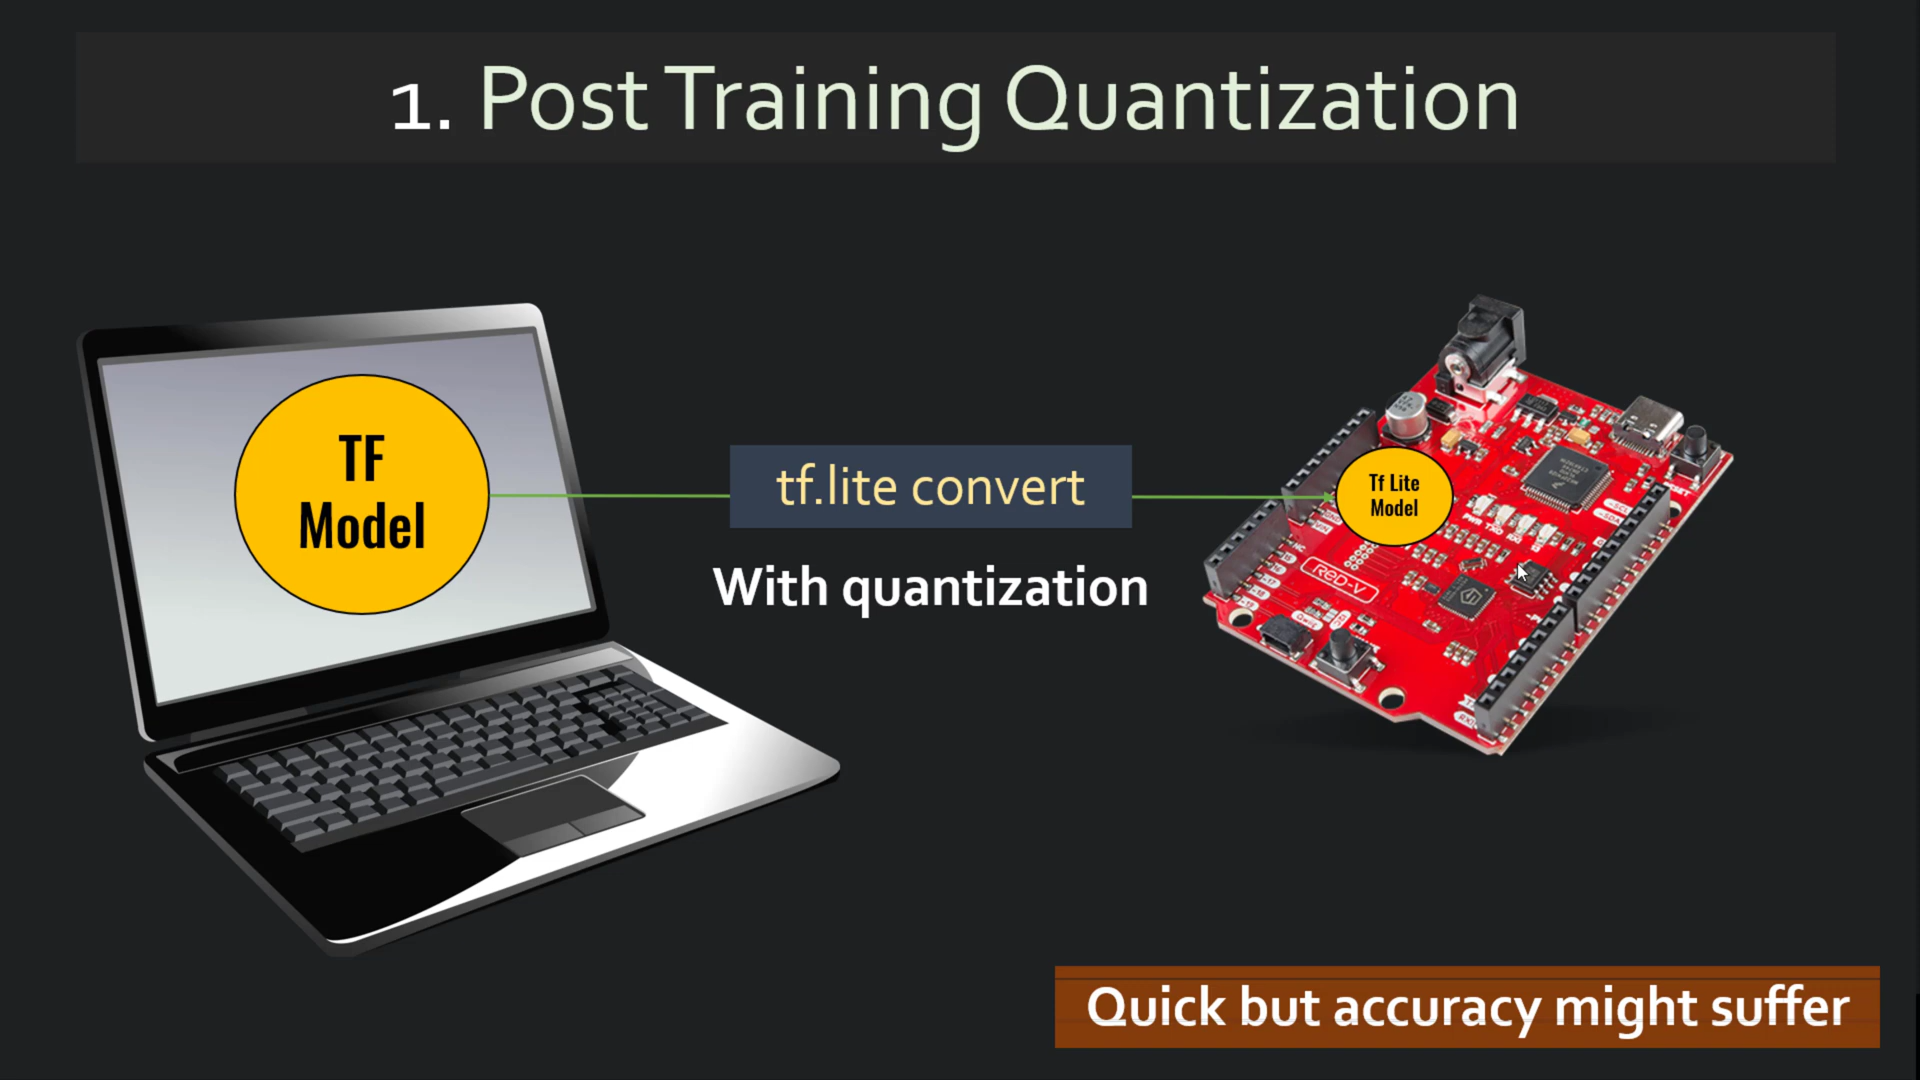 1. Post Training Quantization
TF
Model
tf.lite convert
With quantization
Tf Lite
Model
RED-V
Quick but accuracy might suffer